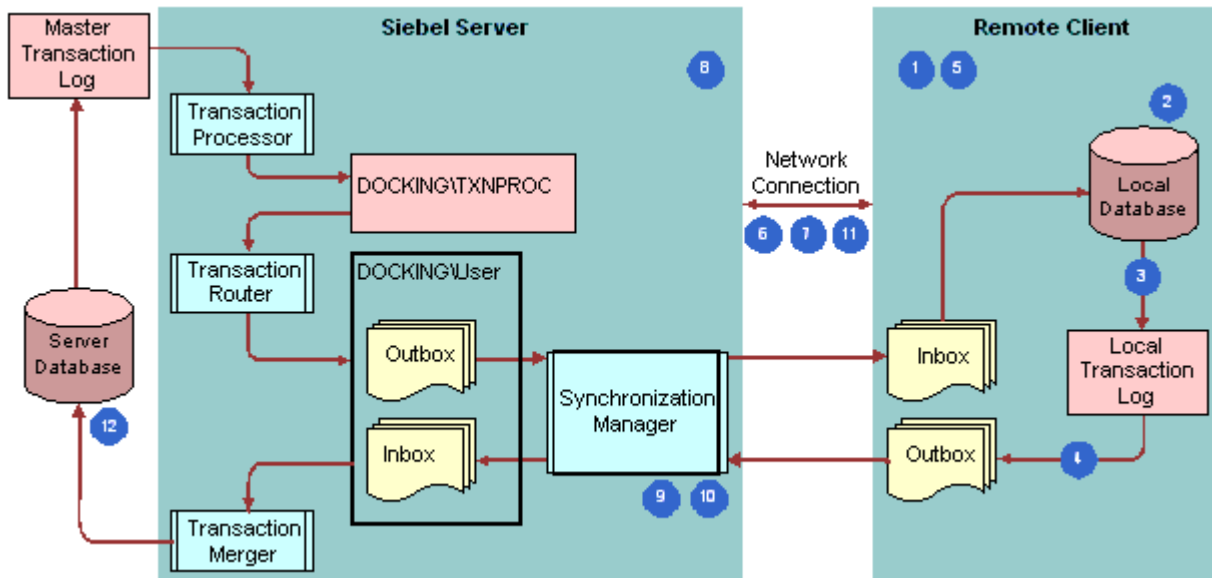 Master
Transaction
Log
Siebel Server
Remote Client
8
1
5
2
Transaction
Processor
DOCKING\TXNPROC
Network
Connection
6
7
11
Local
Database
Transaction
Router
DOCKING\User
3
Server
Database
12
Outbox
Inbox
Synchronization
Manager
9
10
Inbox
Outbox
Local
Transaction
Log
4
Transaction
Merger